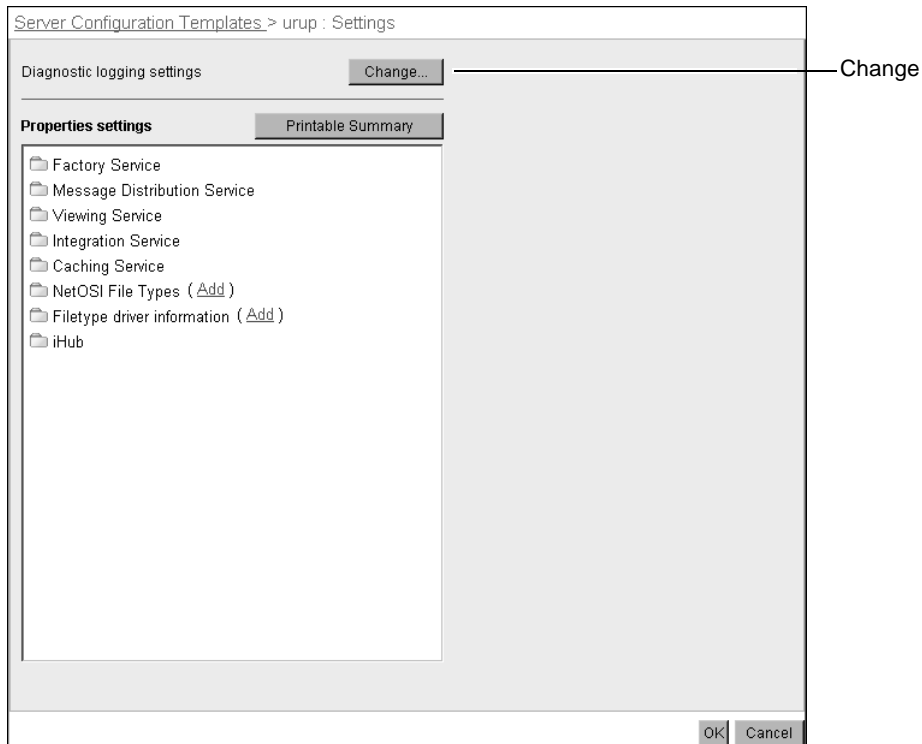 Server Configuration Templates > urup : Settings
Diagnostic logging settings Change...
Change
Properties settings Printable Summary
Factory Service
Message Distribution Service
Viewing Service
Integration Service
Caching Service
NetOSI File Types ( Add )
Filetype driver information ( Add )
iHub
OK Cancel